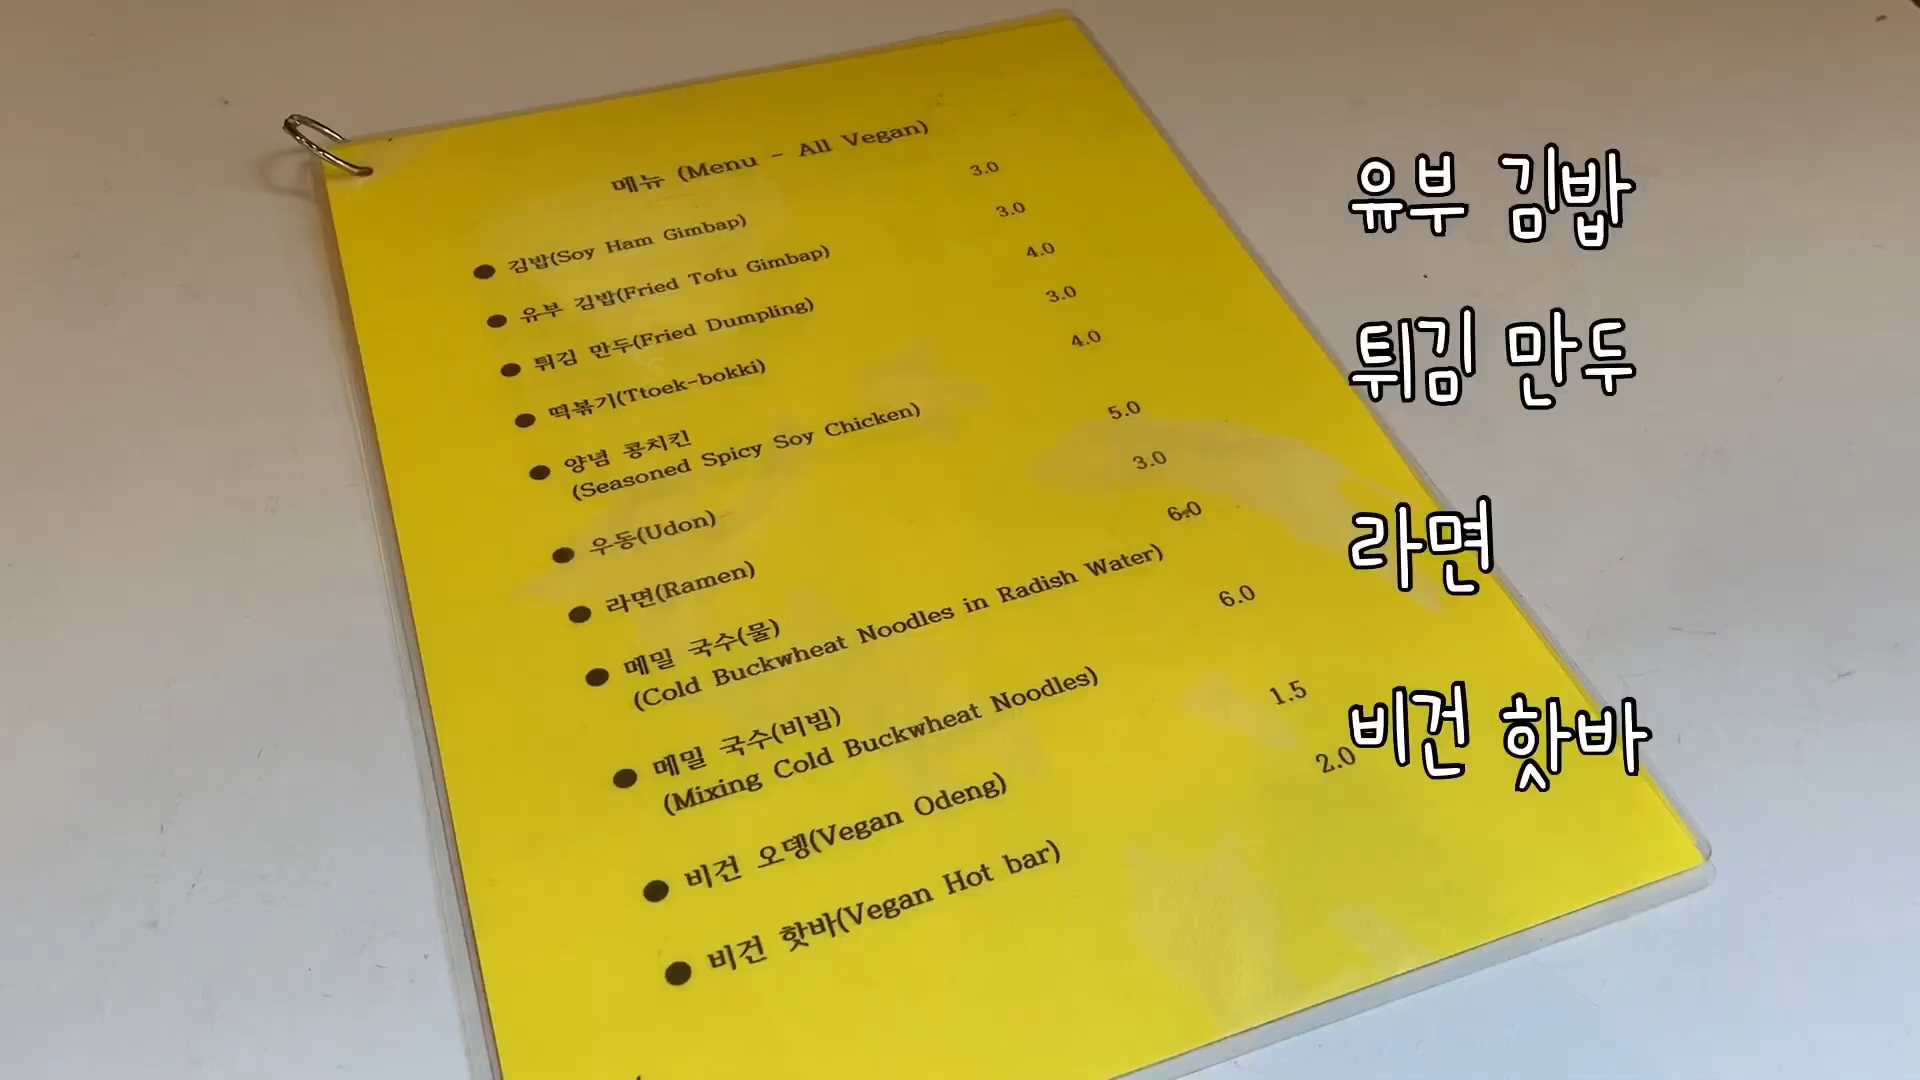 메뉴 (Menu - All Vegan)
● 김밥(Soy Ham Gimbap) 3.0
● 유부 김밥(Fried Tofu Gimbap) 3.0
● 튀김 만두(Fried Dumpling) 4.0
● 떡볶기(Ttoek-bokki) 3.0
● 양념 콩치킨 4.0
(Seasoned Spicy Soy Chicken)
● 우동(Udon) 5.0
● 라면(Ramen) 3.0
● 메밀 국수(물) 6.0
(Cold Buckwheat Noodles in Radish Water)
● 메밀 국수(비빔) 6.0
(Mixing Cold Buckwheat Noodles)
● 비건 오뎅(Vegan Odeng) 1.5
● 비건 핫바(Vegan Hot bar) 2.0
유부 김밥
튀김 만두
라면
비건 핫바